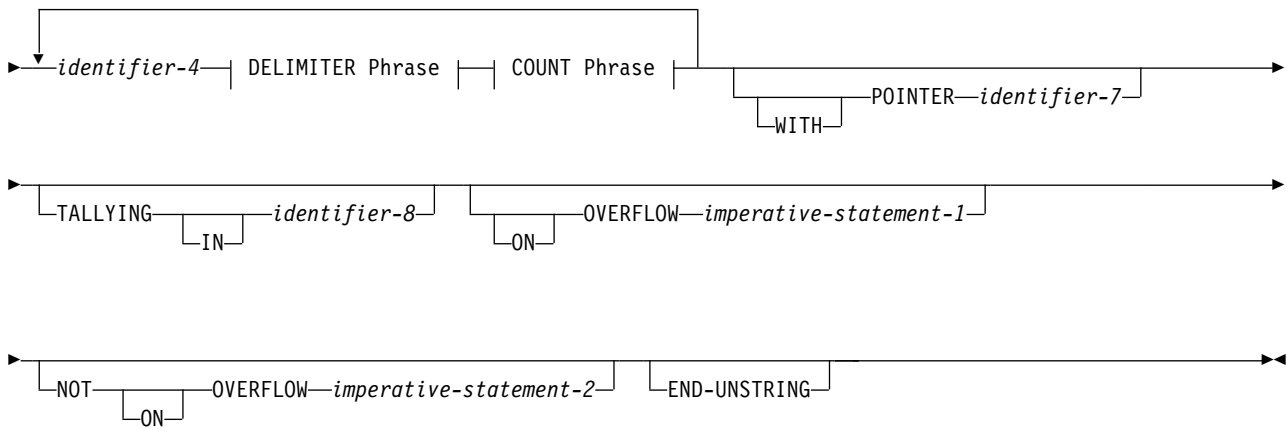 identifier-4 DELIMITER Phrase COUNT Phrase
POINTER identifier-7
WITH
TALLYING identifier-8 OVERFLOW imperative-statement-1
IN ON
NOT OVERFLOW imperative-statement-2 END-UNSTRING
ON